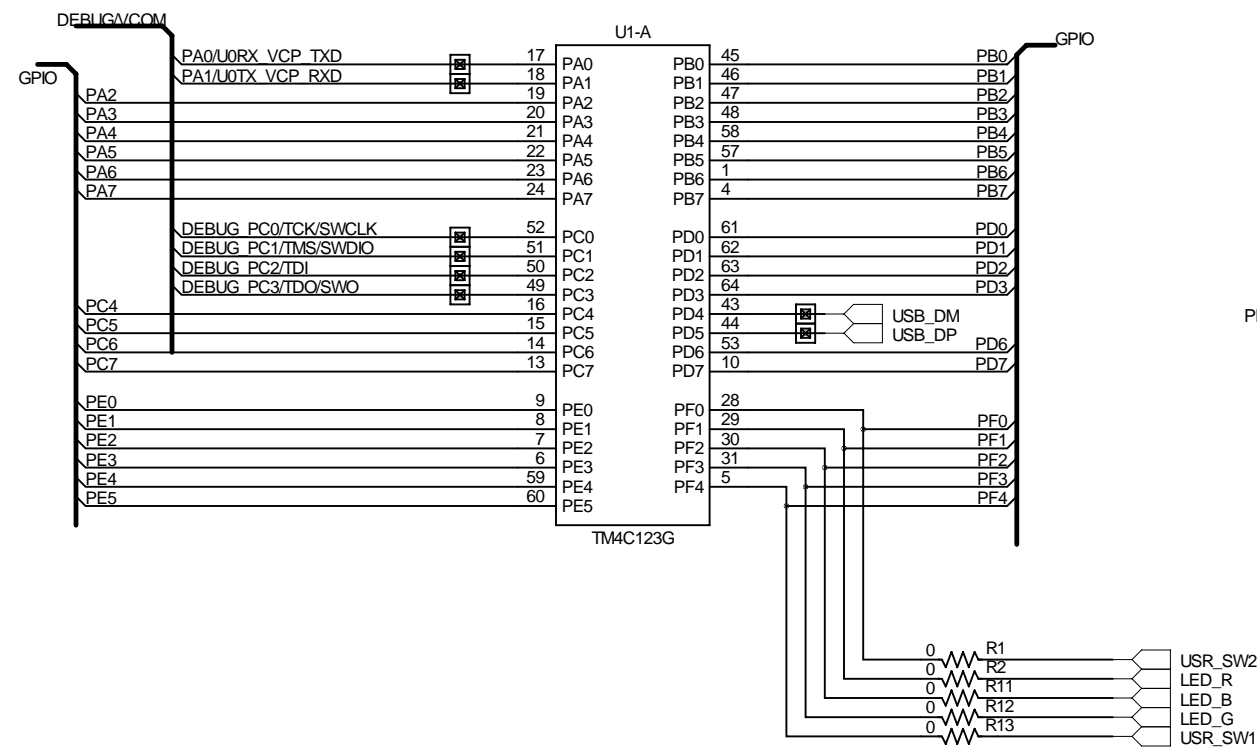 DEBUG/VCOM
U1-A
GPIO
GPIO
PA0/U0RX_VCP_TXD 17 PA0 PB0 45 PB0
PA1/U0TX_VCP_RXD 18 PA1 PB1 46 PB1
PA2 19 PA2 PB2 47 PB2
PA3 20 PA3 PB3 48 PB3
PA4 21 PA4 PB4 58 PB4
PA5 22 PA5 PB5 57 PB5
PA6 23 PA6 PB6 1 PB6
PA7 24 PA7 PB7 4 PB7
DEBUG_PC0/TCK/SWCLK 52 PC0 PD0 61 PD0
DEBUG_PC1/TMS/SWDIO 51 PC1 PD1 62 PD1
DEBUG_PC2/TDI 50 PC2 PD2 63 PD2
DEBUG_PC3/TDO/SWO 49 PC3 PD3 64 PD3
PC4 16 PC4 PD4 43 USB_DM
PC5 15 PC5 PD5 44 USB_DP
PC6 14 PC6 PD6 53 PD6
PC7 13 PC7 PD7 10 PD7
PE0 9 PE0 PF0 28 PF0
PE1 8 PE1 PF1 29 PF1
PE2 7 PE2 PF2 30 PF2
PE3 6 PE3 PF3 31 PF3
PE4 59 PE4 PF4 5 PF4
PE5 60 PE5
TM4C123G
0 R1 USR_SW2
0 R2 LED_R
0 R11 LED_B
0 R12 LED_G
0 R13 USR_SW1